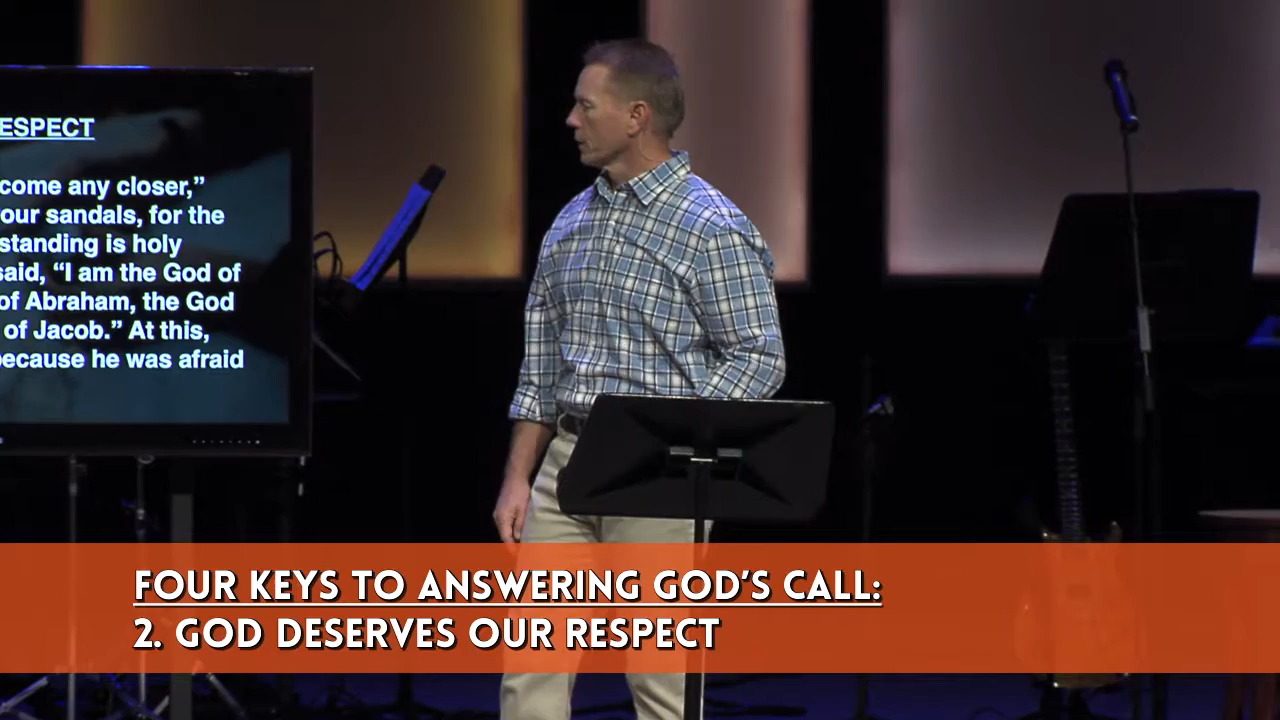 ESPECT
come any closer,”
our sandals, for the
standing is holy
said, “I am the God of
of Abraham, the God
of Jacob.” At this,
because he was afraid
FOUR KEYS TO ANSWERING GOD'S CALL:
2. GOD DESERVES OUR RESPECT